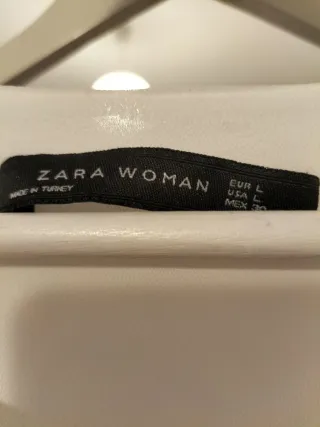 ZARA WOMAN
MADE IN TURKEY
EUR L
USA L
MEX 30